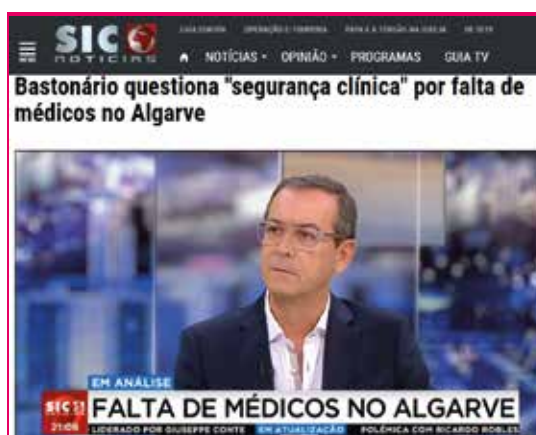 SIC
NOTÍCIAS
NOTÍCIAS OPINIÃO PROGRAMAS GUIA TV
Bastonário questiona "segurança clínica" por falta de
médicos no Algarve
EM ANÁLISE
SIC
21:06
FALTA DE MÉDICOS NO ALGARVE
LIDERADO POR GIUSEPPE CONTE EM ATUALIZAÇÃO POLÉMICA COM RICARDO ROBLES